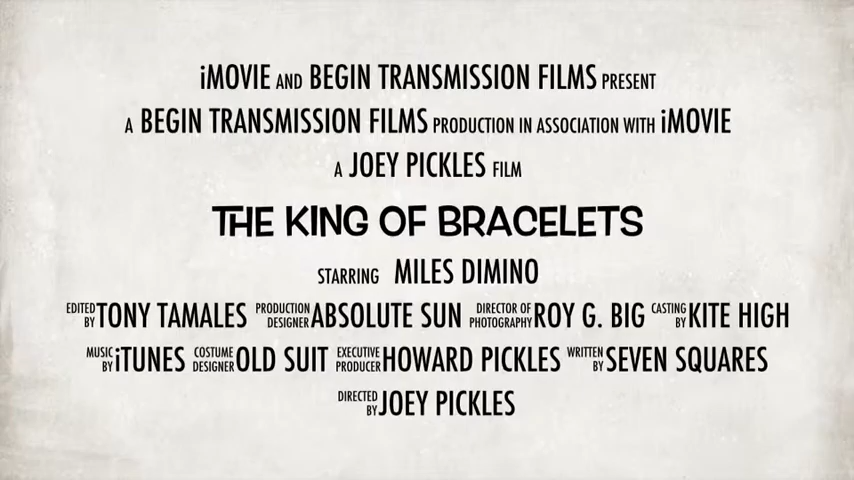 iMOVIE AND BEGIN TRANSMISSION FILMS PRESENT
A BEGIN TRANSMISSION FILMS PRODUCTION IN ASSOCIATION WITH iMOVIE
A JOEY PICKLES FILM
THE KING OF BRACELETS
STARRING MILES DIMINO
EDITED BY TONY TAMALES PRODUCTION DESIGNER ABSOLUTE SUN DIRECTOR OF PHOTOGRAPHY ROY G. BIG CASTING BY KITE HIGH
MUSIC BY iTUNES COSTUME DESIGNER OLD SUIT EXECUTIVE PRODUCER HOWARD PICKLES WRITTEN BY SEVEN SQUARES
DIRECTED BY JOEY PICKLES